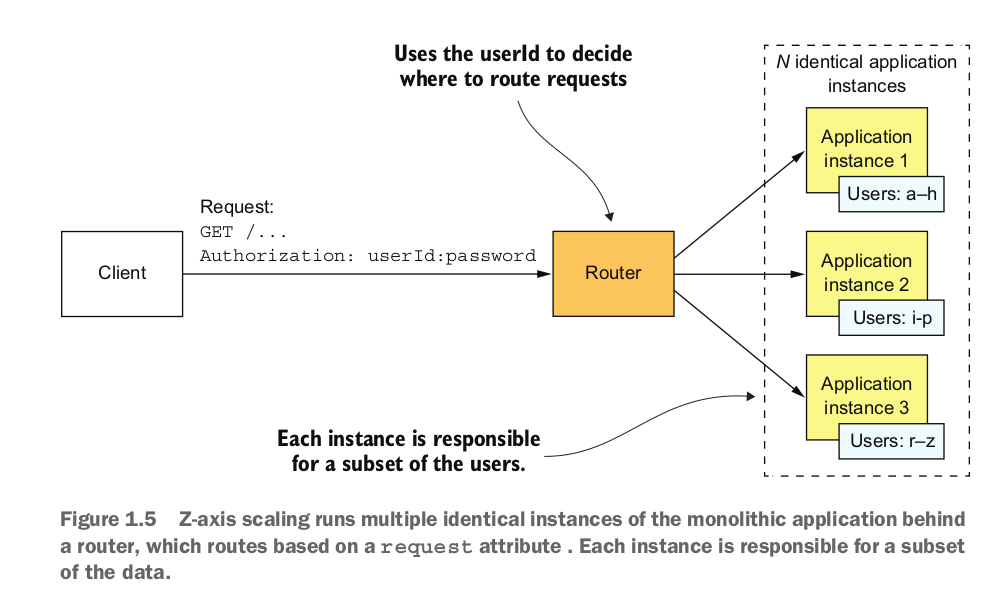 Uses the userId to decide
where to route requests
N identical application
instances
Application
instance 1
Users: a–h
Request:
GET /...
Authorization: userId:password
Client
Router
Application
instance 2
Users: i-p
Application
instance 3
Users: r–z
Each instance is responsible
for a subset of the users.
Figure 1.5 Z-axis scaling runs multiple identical instances of the monolithic application behind
a router, which routes based on a request attribute . Each instance is responsible for a subset
of the data.